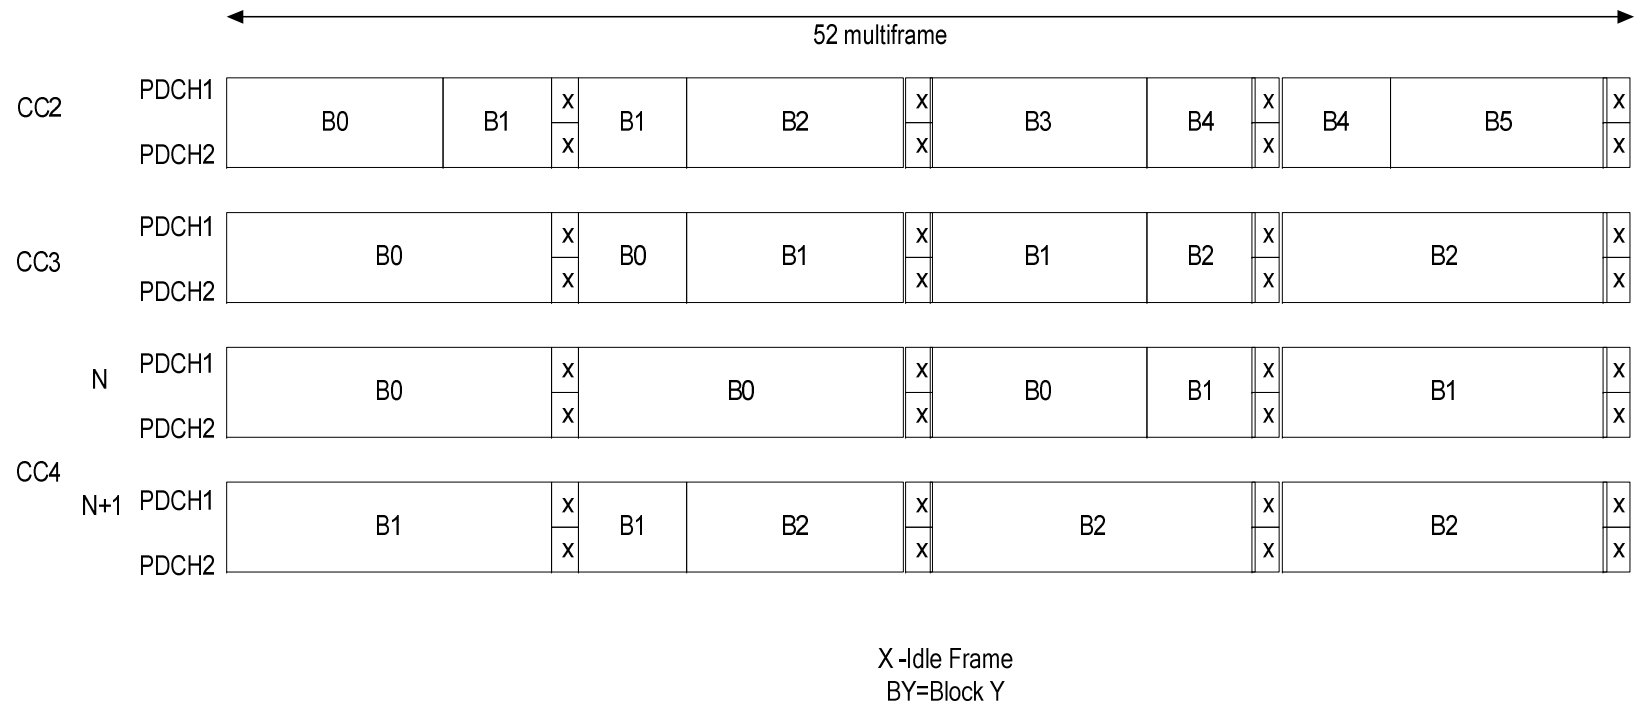 52 multiframe
CC2 PDCH1 B0 B1 X B1 B2 X B3 B4 X B4 B5 X
PDCH2 X X X X
CC3 PDCH1 B0 X B0 B1 X B1 B2 X B2 X
PDCH2 X X X X
N PDCH1 B0 X B0 X B0 B1 X B1 X
PDCH2 X X X X
CC4
N+1 PDCH1 B1 X B1 B2 X B2 X B2 X
PDCH2 X X X X
X -Idle Frame
BY=Block Y